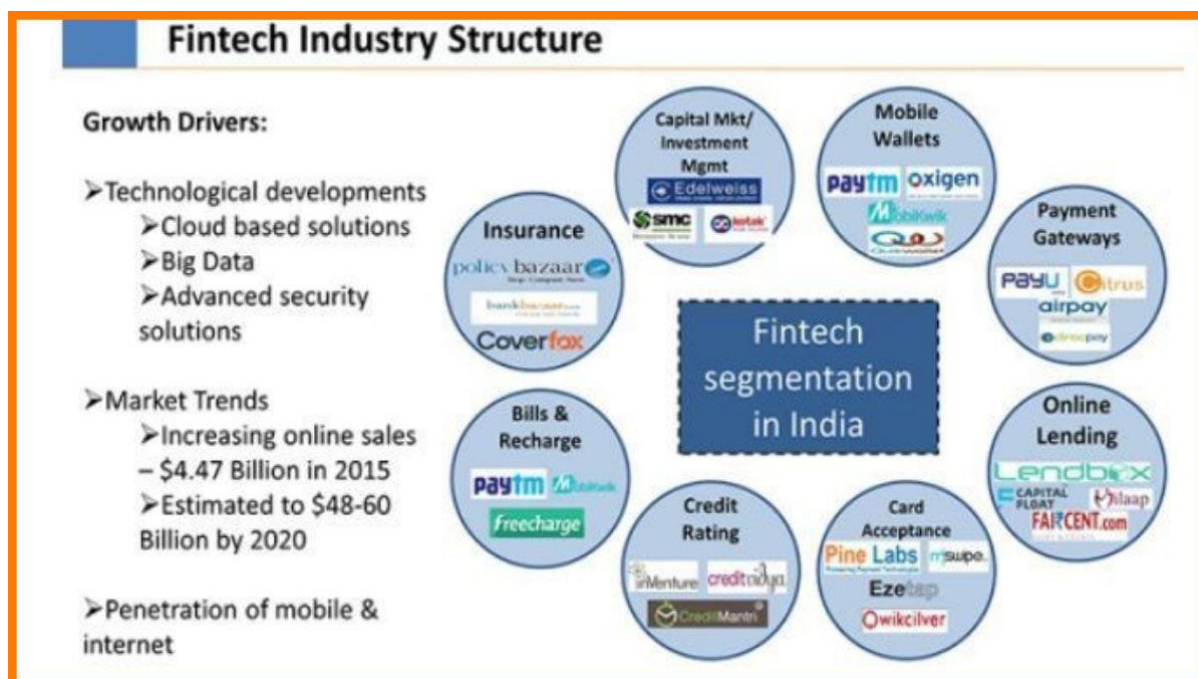 Fintech Industry Structure
Growth Drivers:
➤Technological developments
➤Cloud based solutions
➤Big Data
➤Advanced security
solutions
➤Market Trends
➤Increasing online sales
– $4.47 Billion in 2015
➤Estimated to $48-60
Billion by 2020
➤Penetration of mobile &
internet
Capital Mkt/
Investment
Mgmt
Edelweiss
SMC
kotak
Mobile
Wallets
paytm oxigen
MobiKwik
Payment
Gateways
PayU Citrus
airpay
Insurance
policybazaar
bankbazaar.com
Coverfox
Fintech
segmentation
in India
Bills &
Recharge
paytm MobiKwik
freecharge
Online
Lending
Lendbox
CAPITAL
FLOAT
Milaap
FAIRCENT.com
Credit
Rating
inVenture creditvidya
CreditMantri
Card
Acceptance
Pine Labs mswipe
Ezetap
Qwikcilver